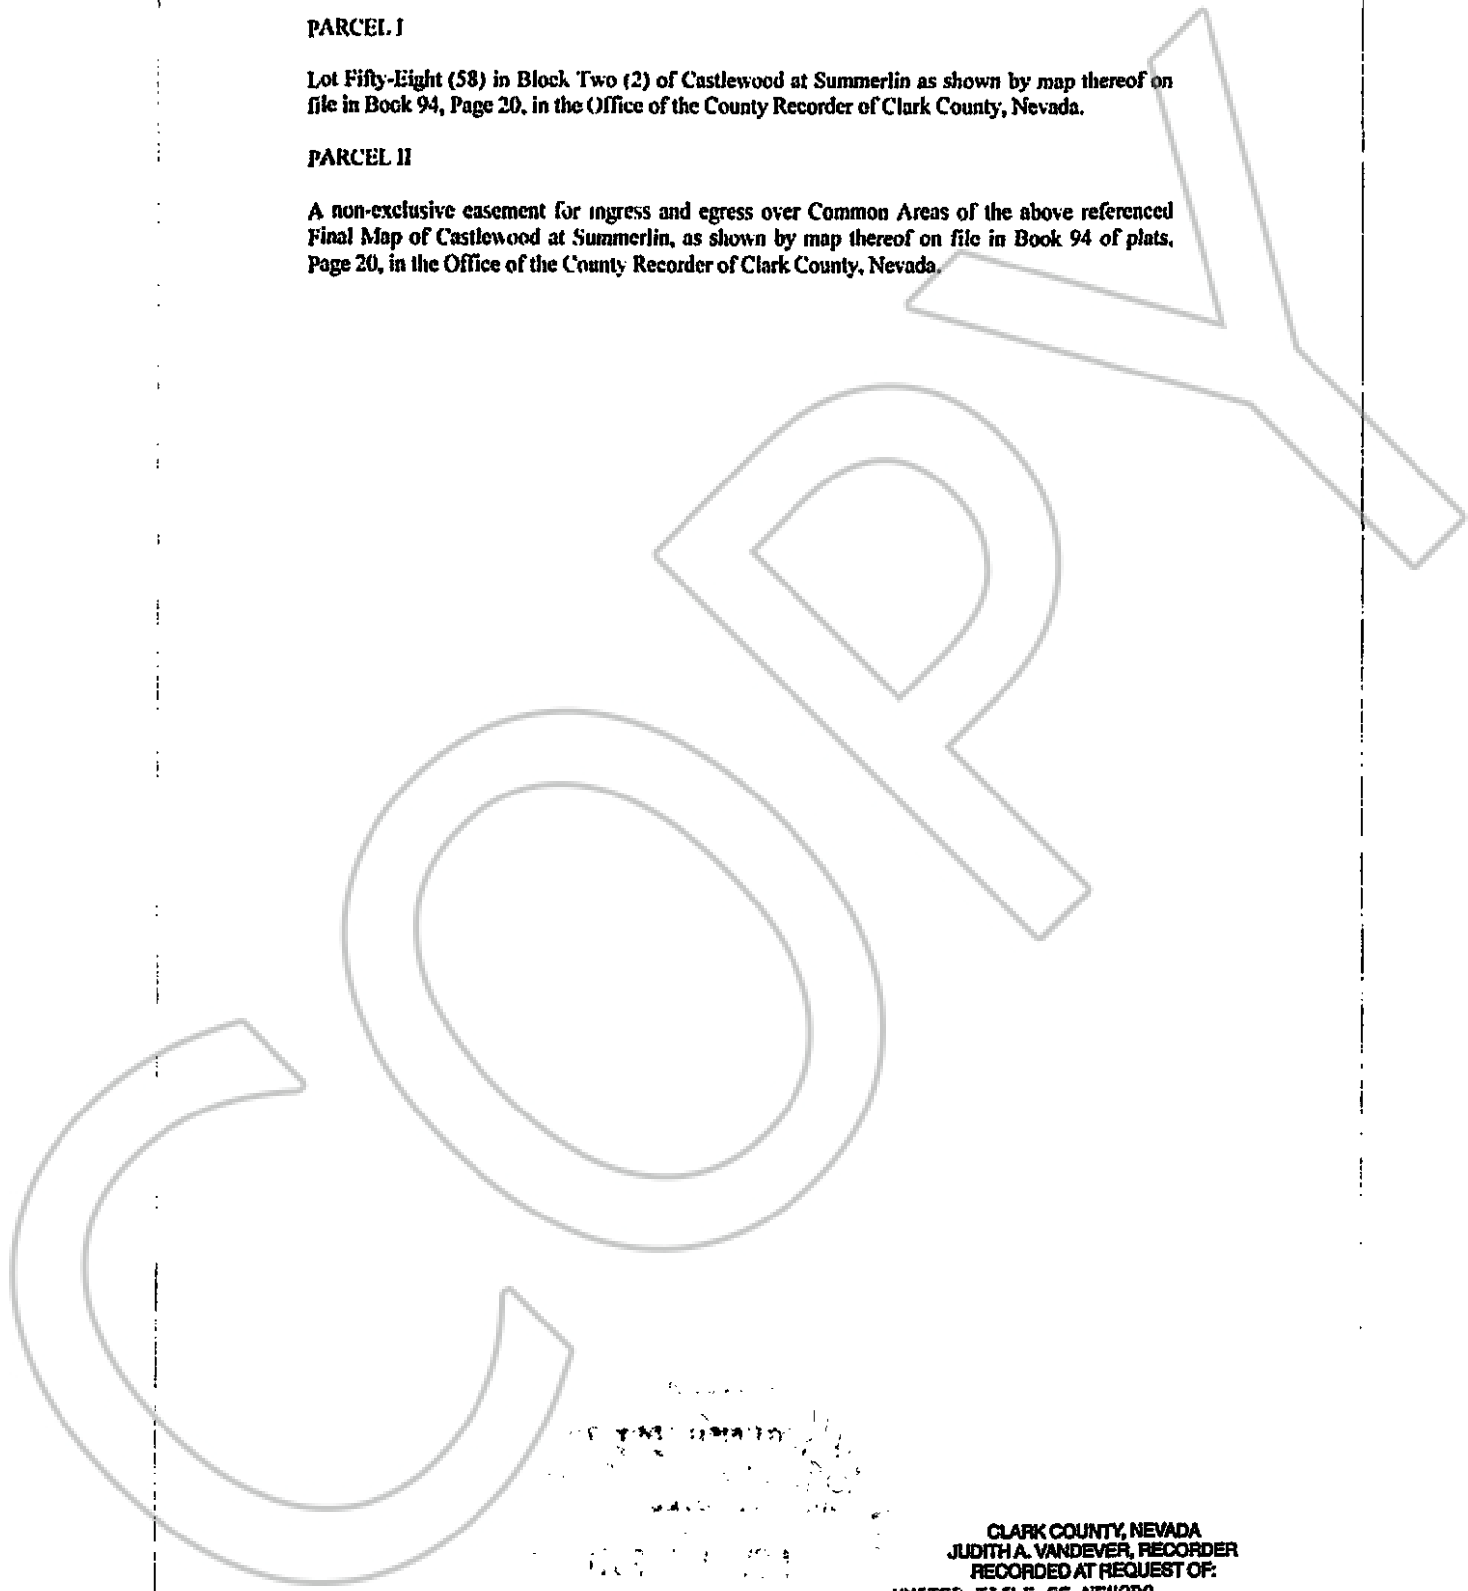 PARCEL I
Lot Fifty-Eight (58) in Block Two (2) of Castlewood at Summerlin as shown by map thereof on
file in Book 94, Page 20, in the Office of the County Recorder of Clark County, Nevada.
PARCEL II
A non-exclusive easement for ingress and egress over Common Areas of the above referenced
Final Map of Castlewood at Summerlin, as shown by map thereof on file in Book 94 of plats,
Page 20, in the Office of the County Recorder of Clark County, Nevada.
COPY
CLARK COUNTY, NEVADA
JUDITH A. VANDEVER, RECORDER
RECORDED AT REQUEST OF: